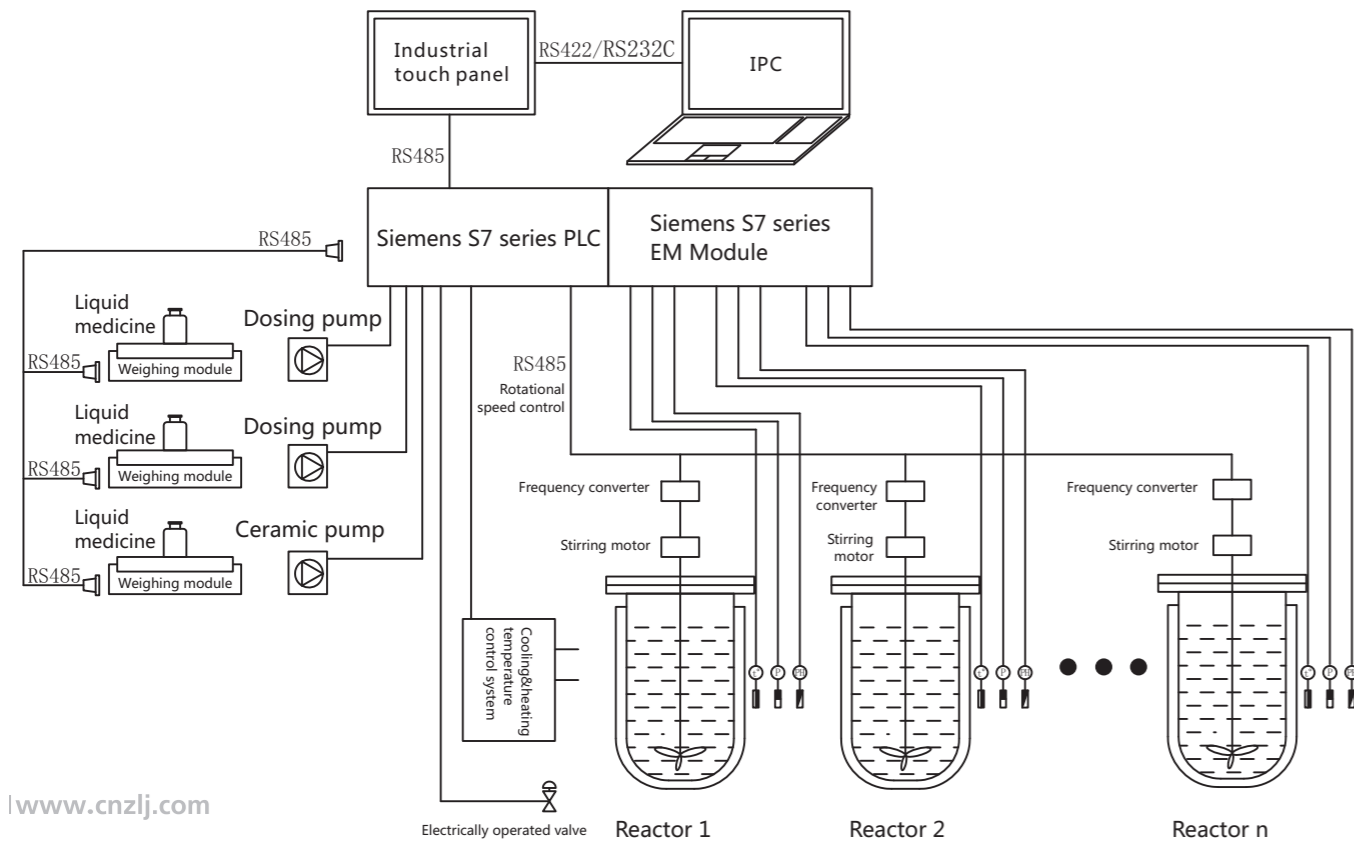 Industrial
touch panel
RS422/RS232C
IPC
RS485
RS485
Siemens S7 series PLC
Siemens S7 series
EM Module
Liquid
medicine
Dosing pump
RS485
Weighing module
RS485
Rotational
speed control
Liquid
medicine
Dosing pump
RS485
Weighing module
Frequency converter
Frequency
converter
Frequency converter
Liquid
medicine
Ceramic pump
RS485
Weighing module
Stirring motor
Stirring
motor
Stirring motor
Cooling&heating
temperature
control system
t°
P
PH
t°
P
PH
t°
P
PH
www.cnzlj.com
Electrically operated valve
Reactor 1
Reactor 2
Reactor n